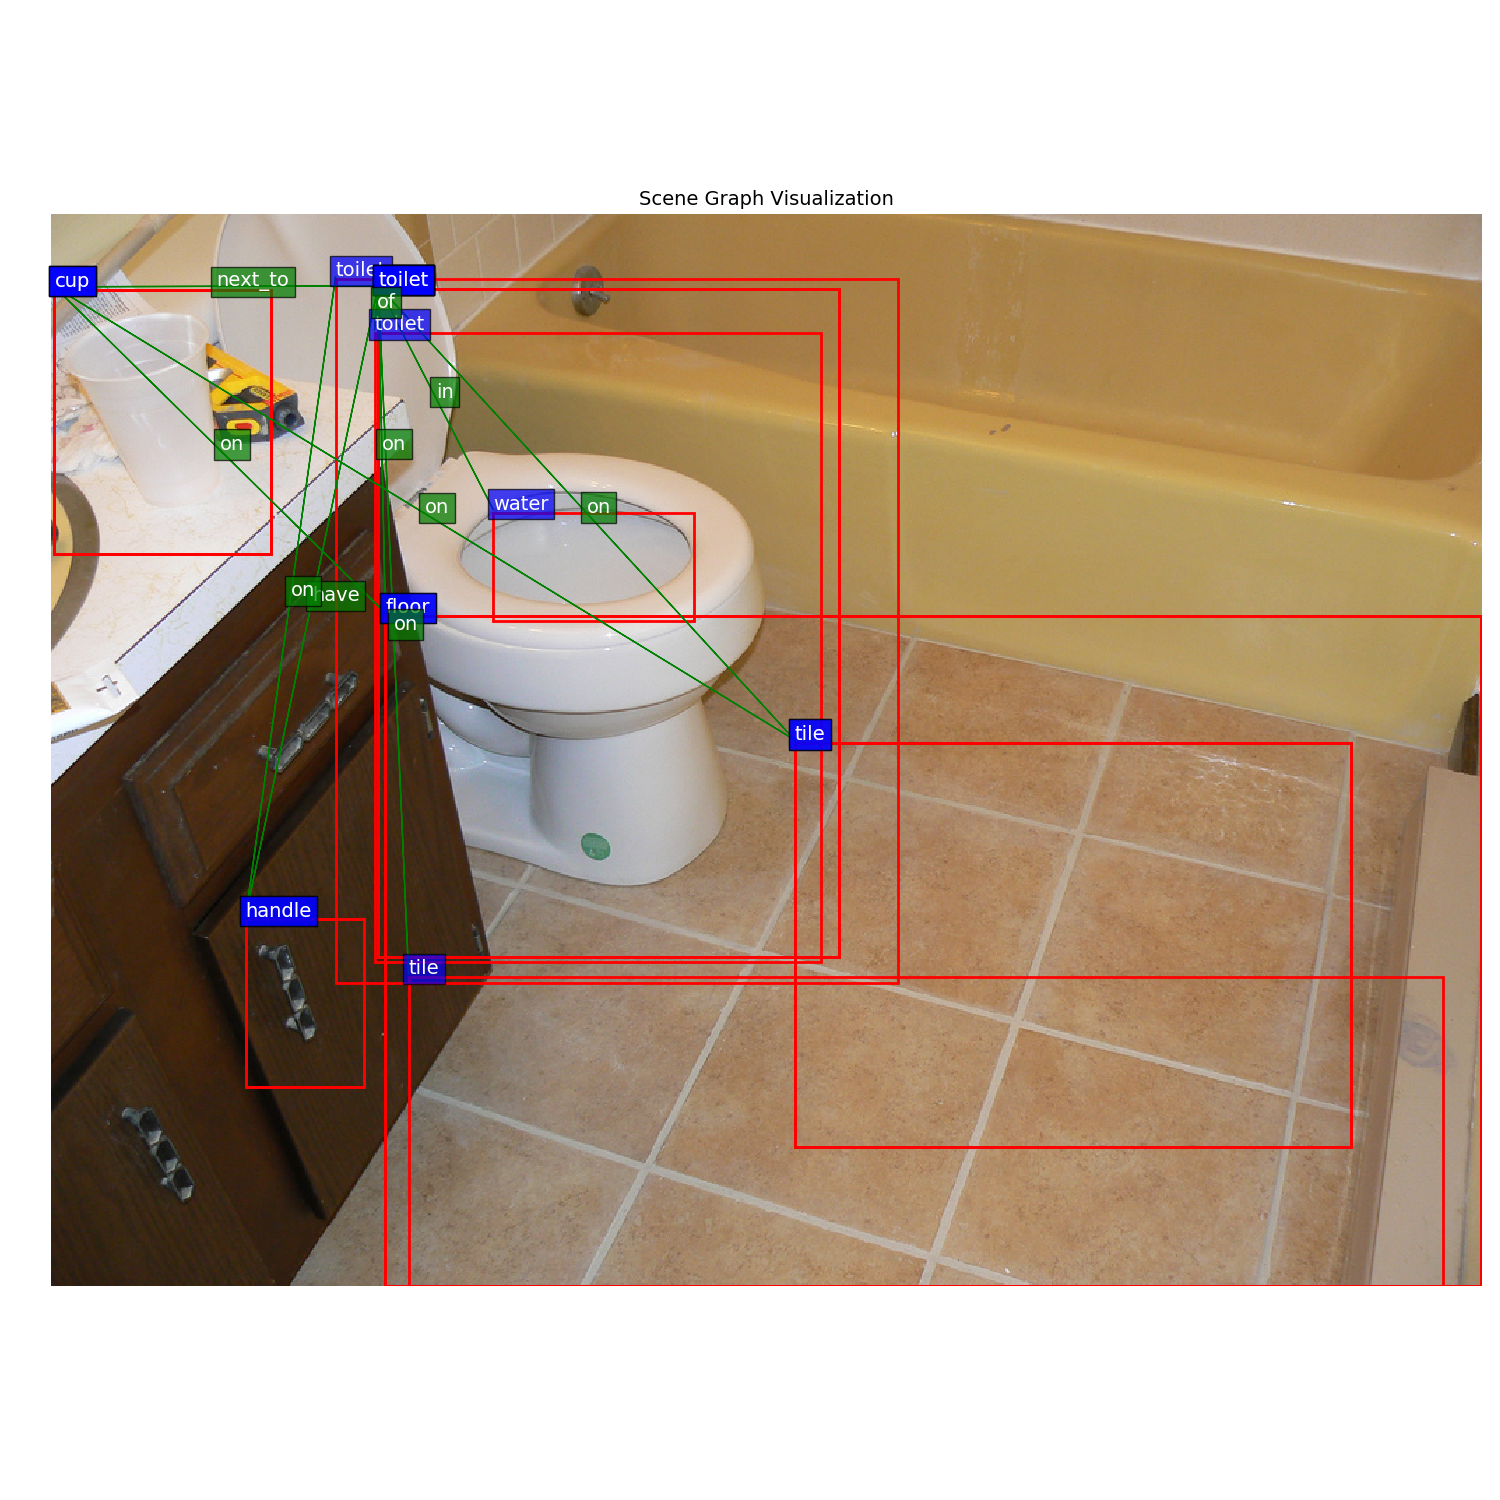 Scene Graph Visualization
toilet
cup
next_to
toilet
of
toilet
in
on
on
water
on
on
on
have
floor
on
tile
handle
tile